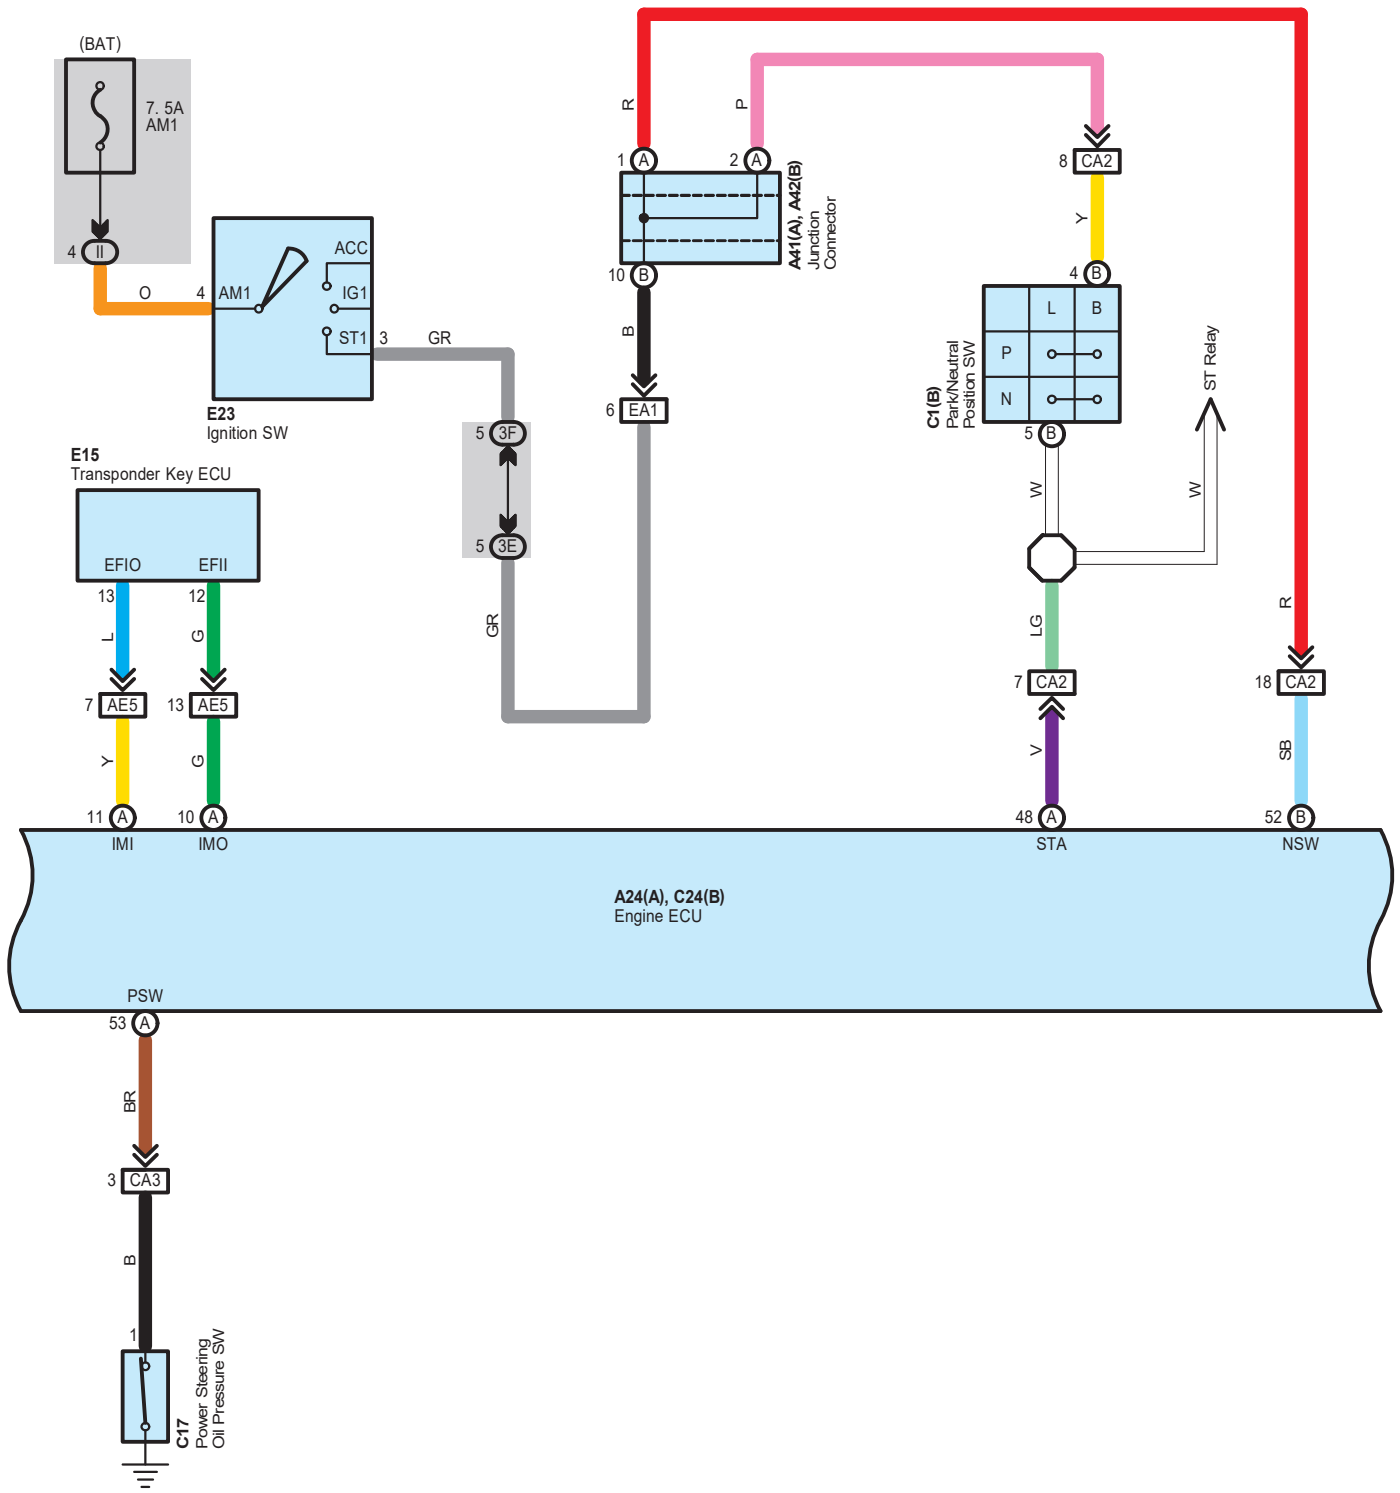 (BAT)
7. 5A
AM1
4 II
O
4 AM1
ACC
IG1
ST1
3
GR
E23
Ignition SW
E15
Transponder Key ECU
EFIO
EFII
13
12
L
G
7 AE5
13 AE5
Y
G
11 A
10 A
IMI
IMO
5 3F
5 3E
GR
R
P
1 A
2 A
A41(A), A42(B)
Junction
Connector
10 B
B
6 EA1
8 CA2
Y
4 B
L B
P
N
C1(B)
Park/Neutral
Position SW
5 B
W
W
ST Relay
LG
7 CA2
V
48 A
STA
R
18 CA2
SB
52 B
NSW
A24(A), C24(B)
Engine ECU
PSW
53 A
BR
3 CA3
B
1
C17
Power Steering
Oil Pressure SW